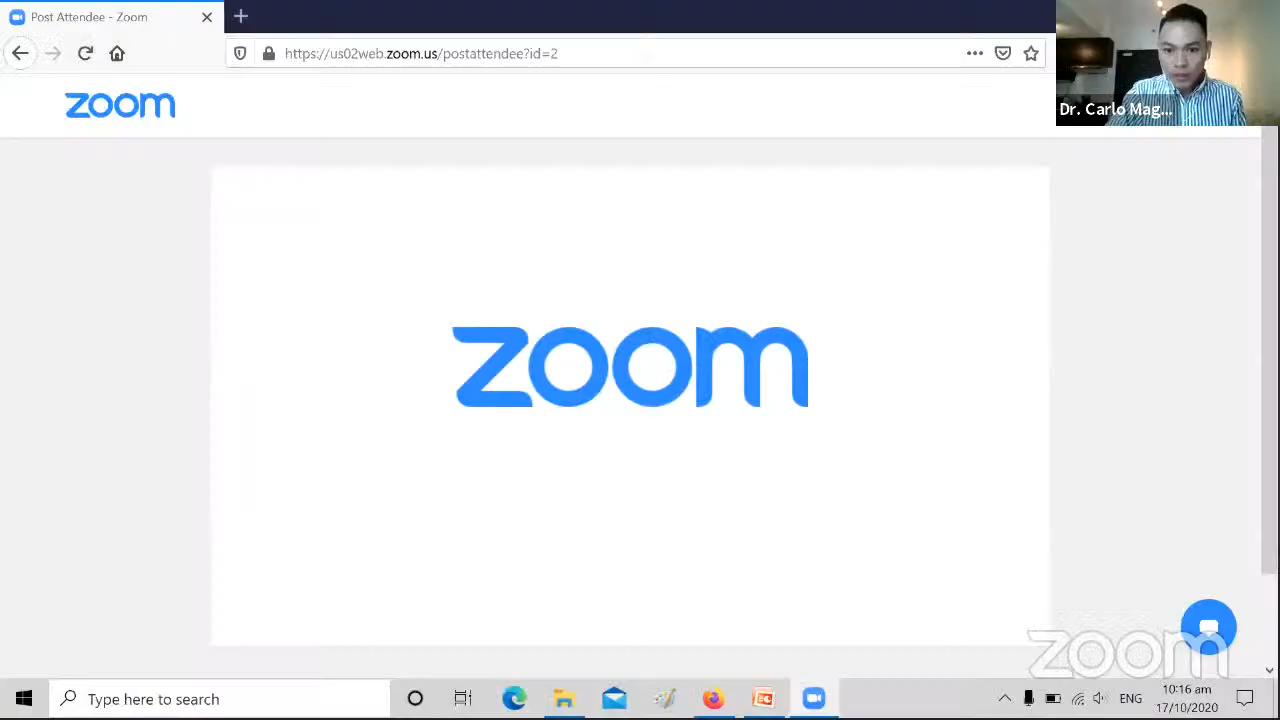 Post Attendee - Zoom
https://us02web.zoom.us/postattendee?id=2
Dr. Carlo Mag...
zoom
zoom
zoom
Type here to search
ENG
10:16 am
17/10/2020